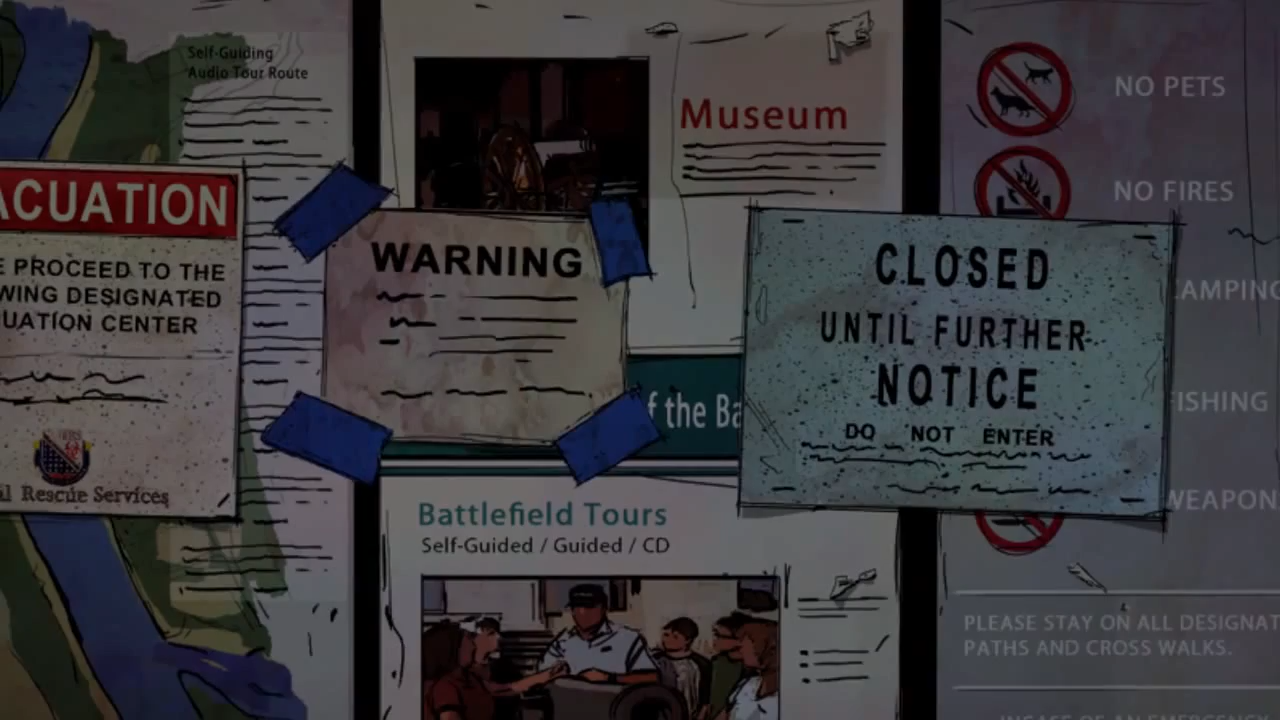 Self-Guiding
Audio Tour Route
ACUATION
E PROCEED TO THE
WING DESIGNATED
UATION CENTER
al Rescue Services
Museum
WARNING
f the Ba
Battlefield Tours
Self-Guided / Guided / CD
CLOSED
UNTIL FURTHER
NOTICE
DO NOT ENTER
NO PETS
NO FIRES
AMPING
ISHING
WEAPON
PLEASE STAY ON ALL DESIGNAT
PATHS AND CROSS WALKS.